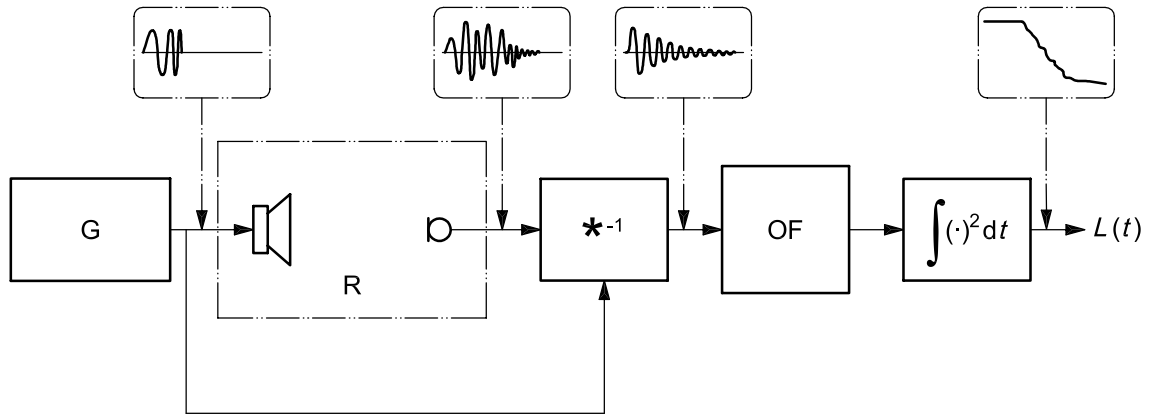 G
R
*-1
OF
∫(·)²dt
L(t)